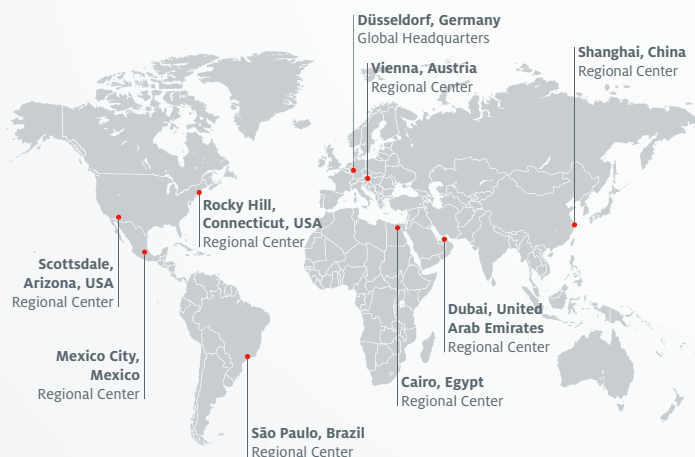 Düsseldorf, Germany
Global Headquarters
Vienna, Austria
Regional Center
Shanghai, China
Regional Center
Rocky Hill,
Connecticut, USA
Regional Center
Scottsdale,
Arizona, USA
Regional Center
Dubai, United
Arab Emirates
Regional Center
Mexico City,
Mexico
Regional Center
Cairo, Egypt
Regional Center
São Paulo, Brazil
Regional Center